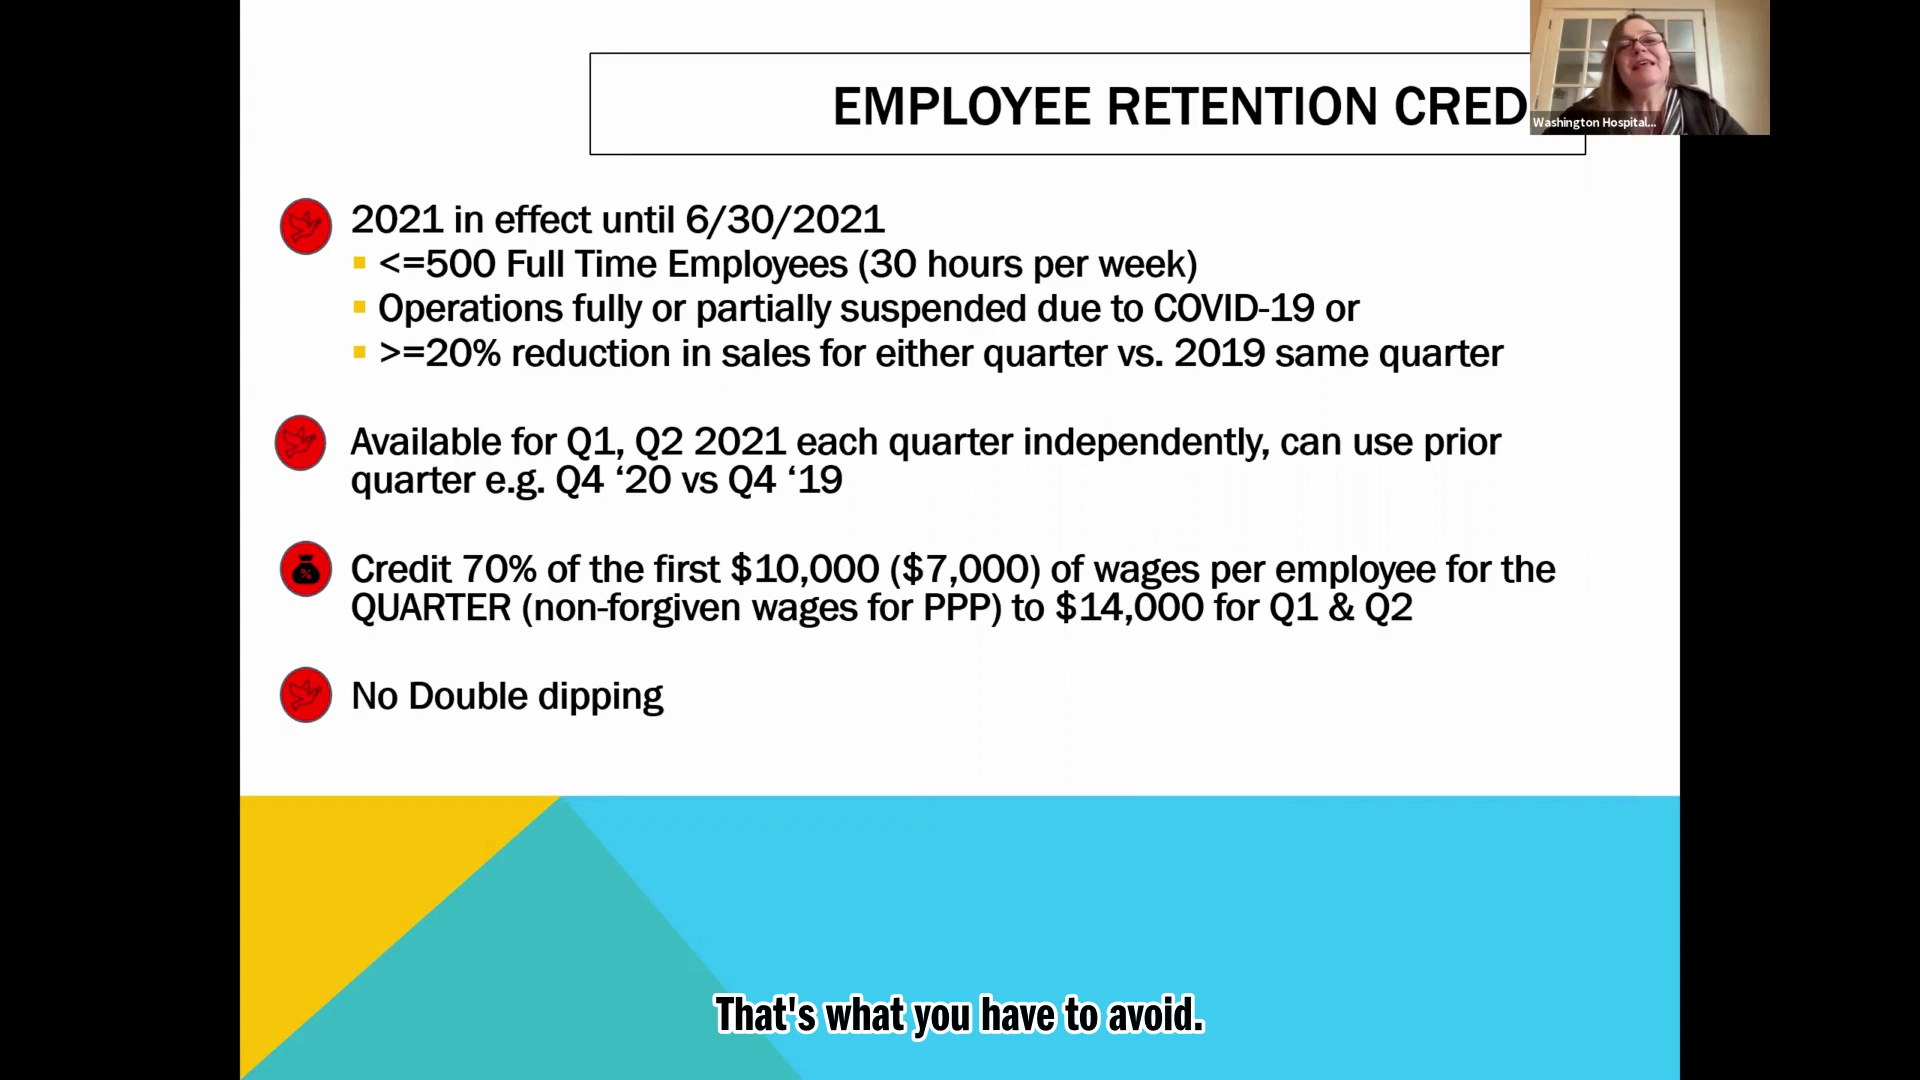 EMPLOYEE RETENTION CRED
Washington Hospital...
2021 in effect until 6/30/2021
<=500 Full Time Employees (30 hours per week)
Operations fully or partially suspended due to COVID-19 or
>=20% reduction in sales for either quarter vs. 2019 same quarter
Available for Q1, Q2 2021 each quarter independently, can use prior
quarter e.g. Q4 ‘20 vs Q4 ‘19
%
Credit 70% of the first $10,000 ($7,000) of wages per employee for the
QUARTER (non-forgiven wages for PPP) to $14,000 for Q1 & Q2
No Double dipping
That's what you have to avoid.